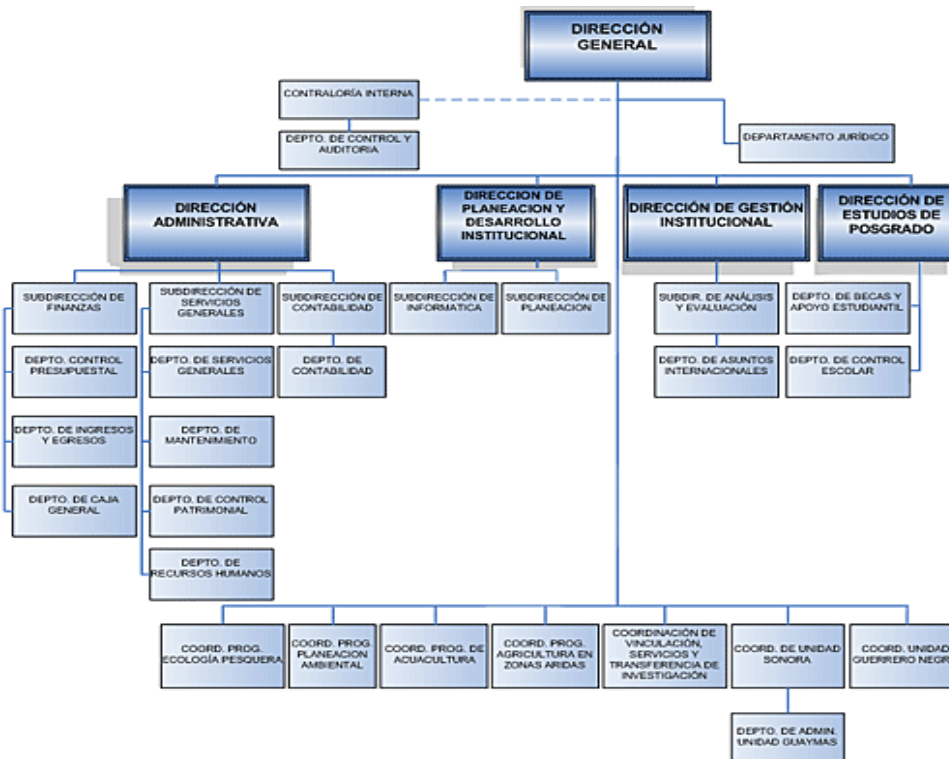 DIRECCIÓN
GENERAL
CONTRALORÍA INTERNA
DEPTO. DE CONTROL Y
AUDITORIA
DEPARTAMENTO JURÍDICO
DIRECCIÓN
ADMINISTRATIVA
DIRECCION DE
PLANEACION Y
DESARROLLO
INSTITUCIONAL
DIRECCIÓN DE GESTIÓN
INSTITUCIONAL
DIRECCIÓN DE
ESTUDIOS DE
POSGRADO
SUBDIRECCIÓN DE
FINANZAS
SUBDIRECCIÓN DE
SERVICIOS
GENERALES
SUBDIRECCIÓN DE
CONTABILIDAD
SUBDIRECCIÓN DE
INFORMATICA
SUBDIRECCIÓN DE
PLANEACION
SUBDIR. DE ANÁLISIS
Y EVALUACIÓN
DEPTO. DE BECAS Y
APOYO ESTUDIANTIL
DEPTO. CONTROL
PRESUPUESTAL
DEPTO. DE SERVICIOS
GENERALES
DEPTO. DE
CONTABILIDAD
DEPTO. DE ASUNTOS
INTERNACIONALES
DEPTO. DE CONTROL
ESCOLAR
DEPTO. DE INGRESOS
Y EGRESOS
DEPTO. DE
MANTENIMIENTO
DEPTO. DE CAJA
GENERAL
DEPTO. DE CONTROL
PATRIMONIAL
DEPTO. DE
RECURSOS HUMANOS
COORD. PROG.
ECOLOGÍA PESQUERA
COORD. PROG.
PLANEACION
AMBIENTAL
COORD. PROG. DE
ACUACULTURA
COORD. PROG.
AGRICULTURA EN
ZONAS ARIDAS
COORDINACIÓN DE
VINCULACIÓN,
SERVICIOS Y
TRANSFERENCIA DE
INVESTIGACIÓN
COORD. DE UNIDAD
SONORA
COORD. UNIDAD
GUERRERO NEGR
DEPTO. DE ADMIN.
UNIDAD GUAYMAS